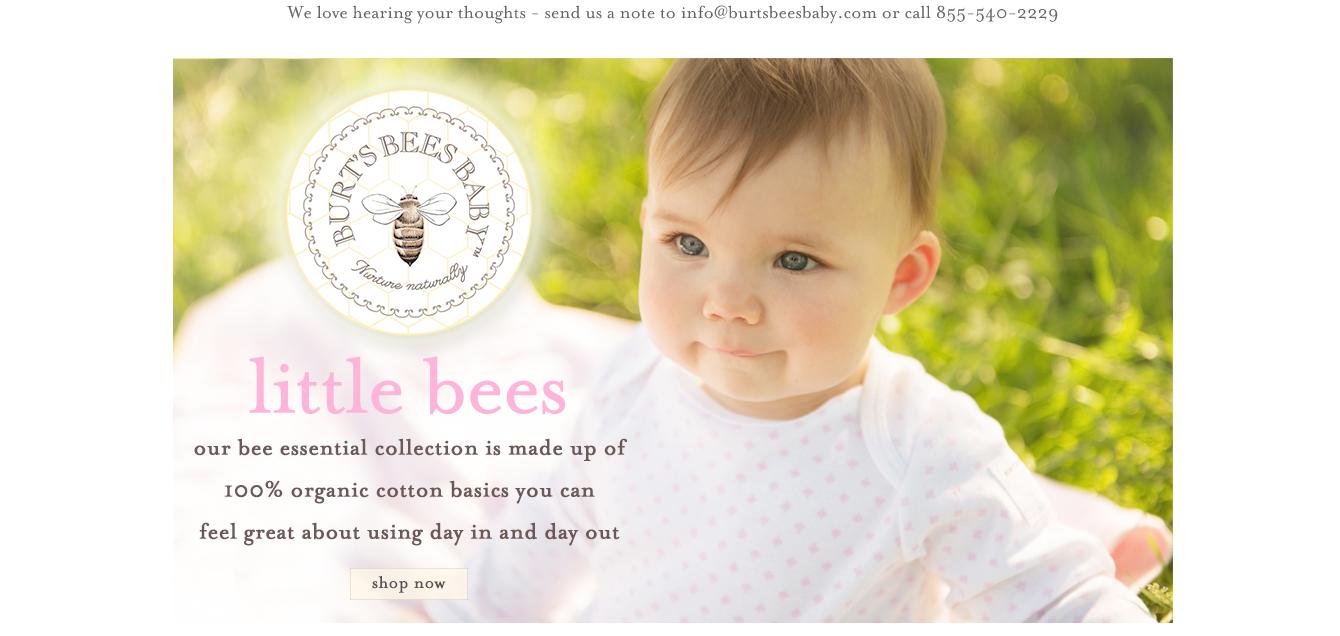 We love hearing your thoughts - send us a note to info@burtsbeesbaby.com or call 855-540-2229
BURT'S BEES BABY™
Nurture naturally
little bees
our bee essential collection is made up of
100% organic cotton basics you can
feel great about using day in and day out
shop now